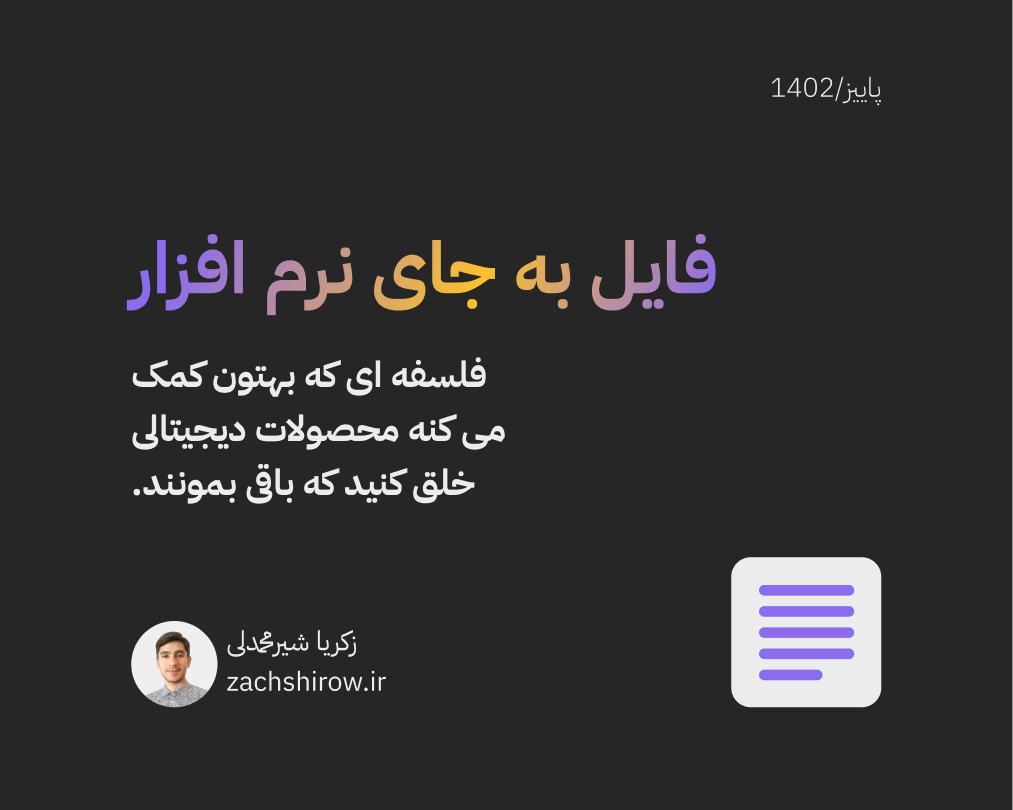 پاییز/1402
فایل به جای نرم افزار
فلسفه ای که بهتون کمک
می کنه محصولات دیجیتالی
خلق کنید که باقی بمونند.
زکریا شیرمحمدلی
zachshirow.ir